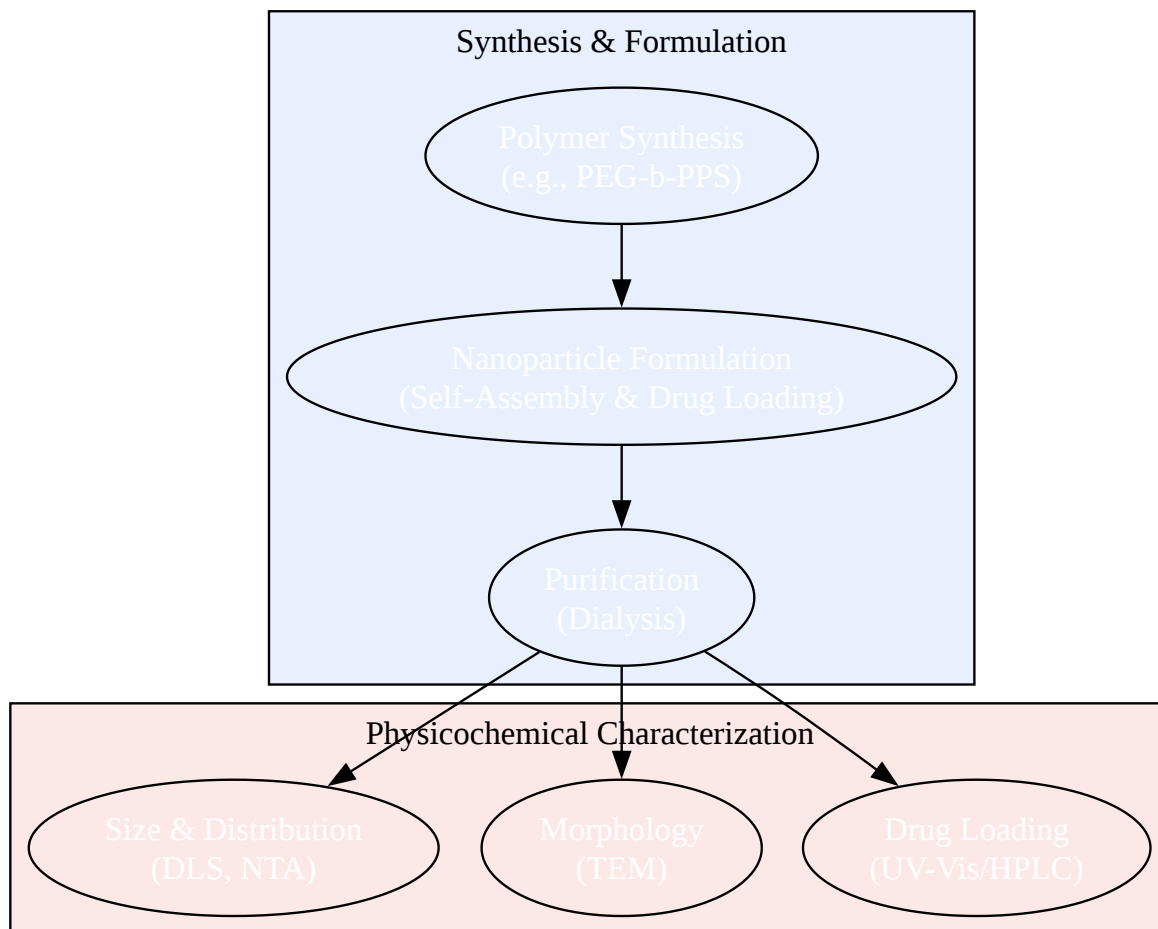 Synthesis & Formulation
Polymer Synthesis
(e.g., PEG-b-PPS)
Nanoparticle Formulation
(Self-Assembly & Drug Loading)
Purification
(Dialysis)
Physicochemical Characterization
Size & Distribution
(DLS, NTA)
Morphology
(TEM)
Drug Loading
(UV-Vis/HPLC)